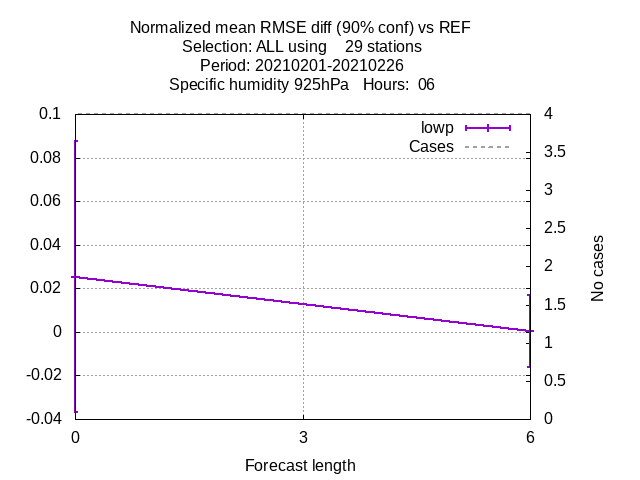 Normalized mean RMSE diff (90% conf) vs REF
Selection: ALL using    29 stations
Period: 20210201-20210226
Specific humidity 925hPa   Hours:  06
0.1
0.08
0.06
0.04
0.02
0
-0.02
-0.04
lowp
Cases
4
3.5
3
2.5
2
1.5
1
0.5
0
No cases
0
3
6
Forecast length